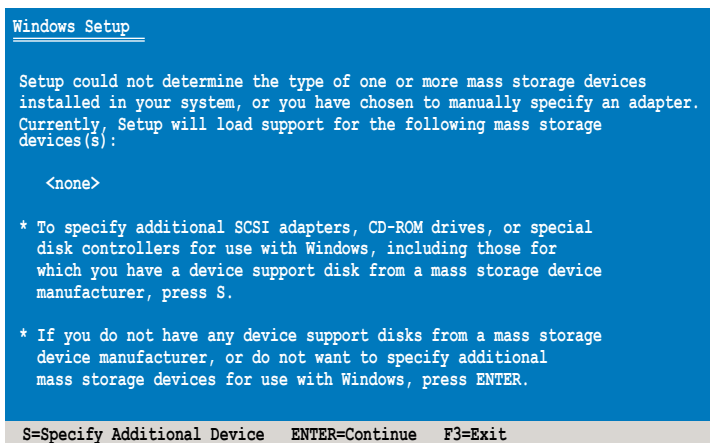 Windows Setup
Setup could not determine the type of one or more mass storage devices
installed in your system, or you have chosen to manually specify an adapter.
Currently, Setup will load support for the following mass storage
devices(s):
<none>
* To specify additional SCSI adapters, CD-ROM drives, or special
disk controllers for use with Windows, including those for
which you have a device support disk from a mass storage device
manufacturer, press S.
* If you do not have any device support disks from a mass storage
device manufacturer, or do not want to specify additional
mass storage devices for use with Windows, press ENTER.
S=Specify Additional Device ENTER=Continue F3=Exit